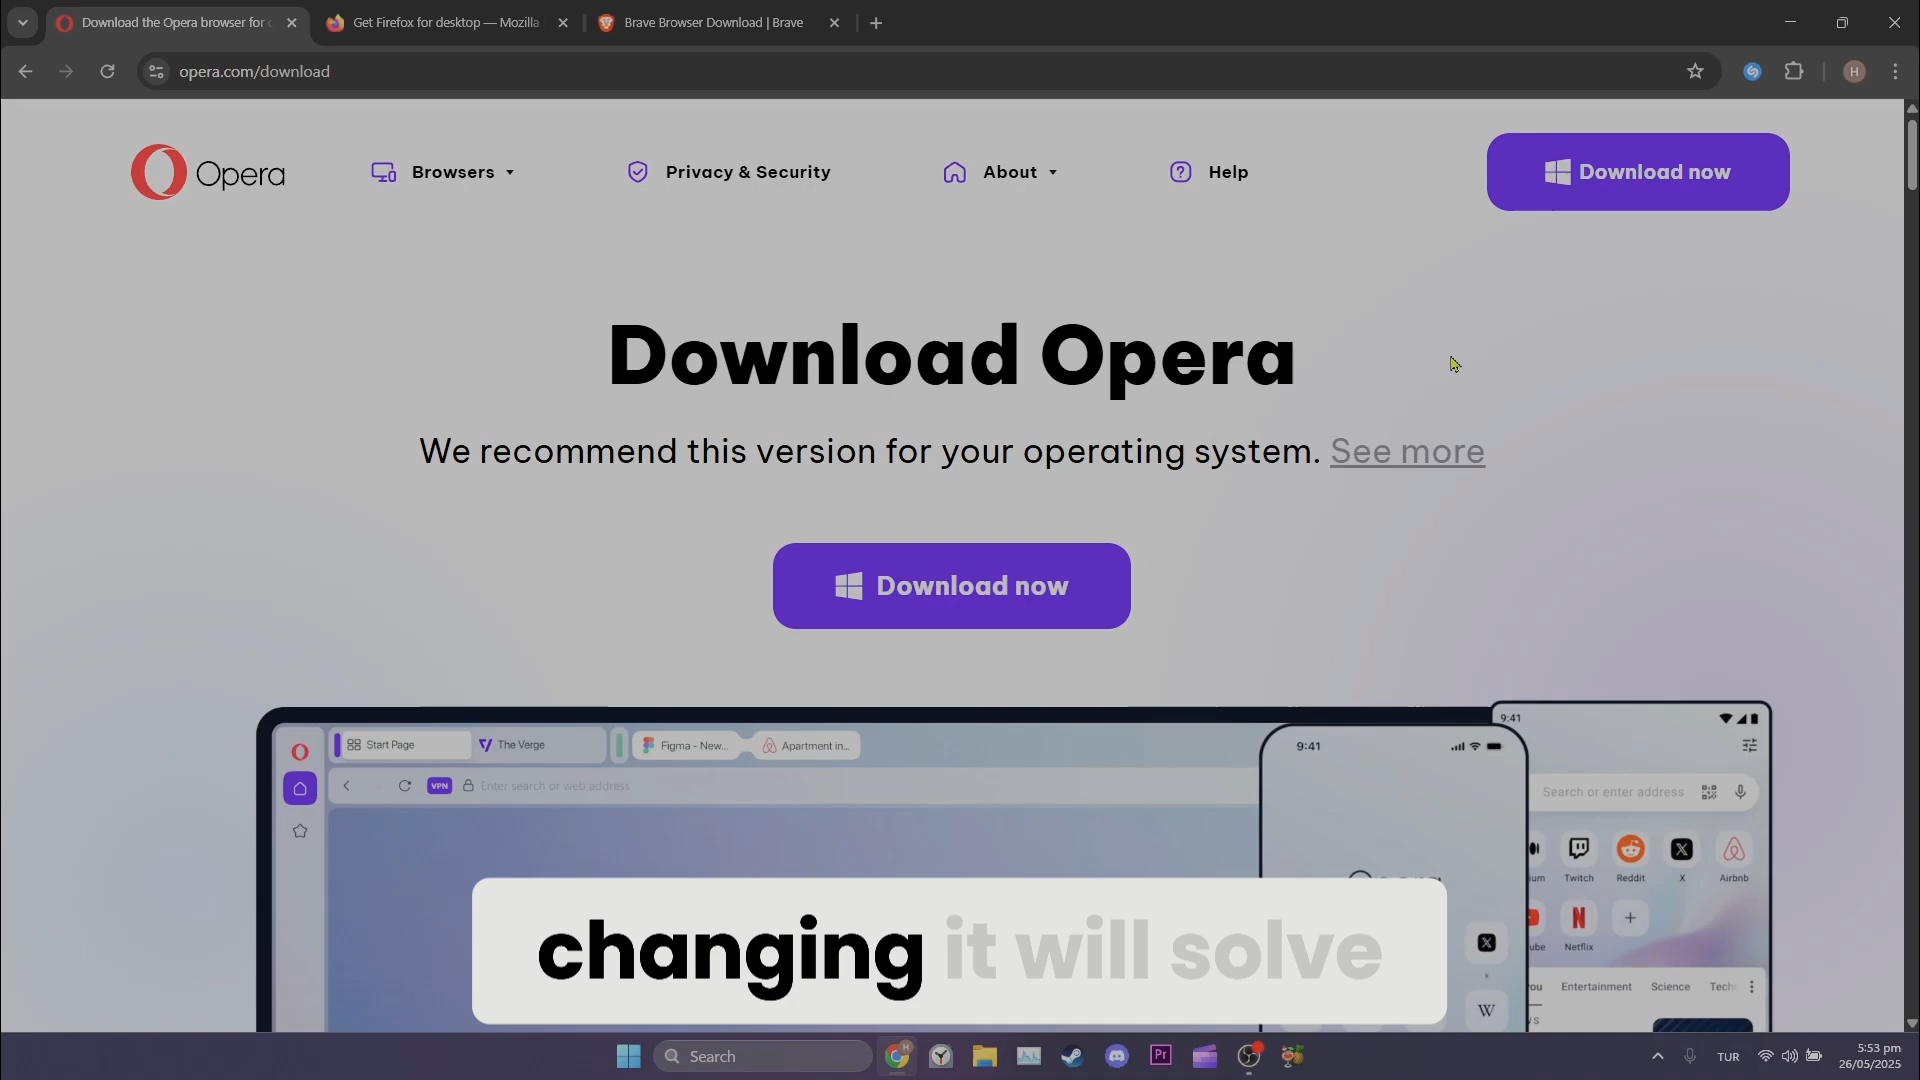 Download the Opera browser for
Get Firefox for desktop — Mozilla
Brave Browser Download | Brave
opera.com/download
H
Opera
Browsers
Privacy & Security
About
Help
Download now
Download Opera
We recommend this version for your operating system. See more
Download now
Start Page
The Verge
Figma - New...
Apartment in...
VPN
Enter search or web address
9:41
9:41
Search or enter address
Twitch
Reddit
X
Airbnb
Netflix
W
Entertainment
Science
changing it will solve
Search
Pr
TUR
5:53 pm
26/05/2025